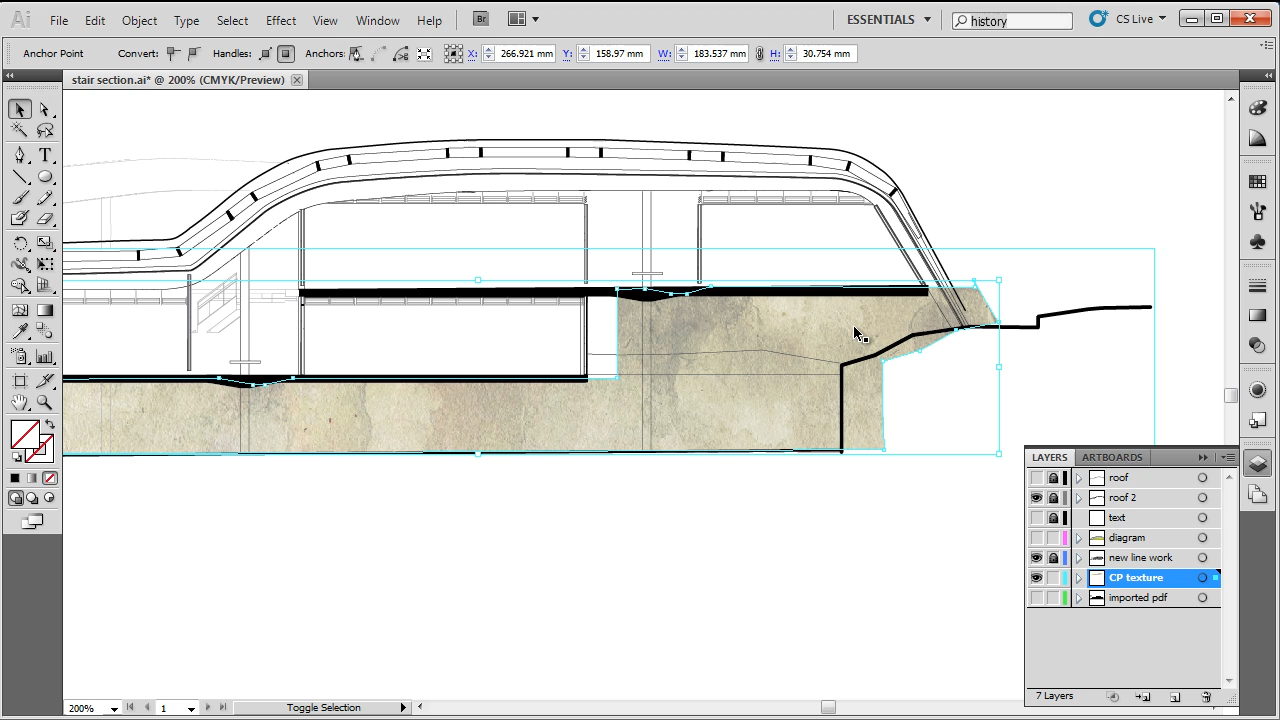 Ai File Edit Object Type Select Effect View Window Help Br ESSENTIALS history CS Live
Anchor Point Convert: Handles: Anchors: X: 266.921 mm Y: 158.97 mm W: 183.537 mm H: 30.754 mm
stair section.ai* @ 200% (CMYK/Preview)
LAYERS ARTBOARDS
roof
roof 2
text
diagram
new line work
CP texture
imported pdf
7 Layers
200% 1 Toggle Selection